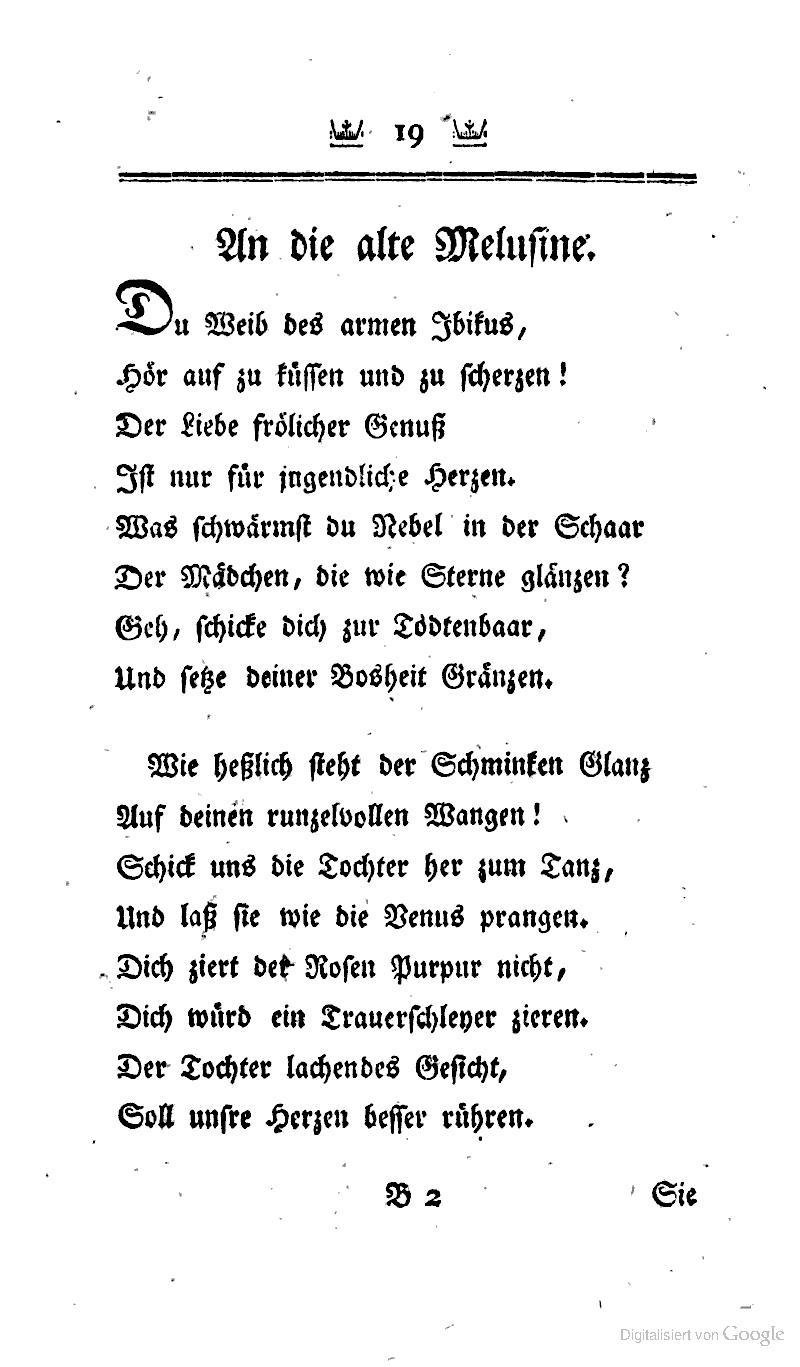 19
An die alte Melusine.
Du Weib des armen Ibikus,
Hör auf zu küssen und zu scherzen!
Der Liebe frölicher Genuß
Ist nur für jugendliche Herzen.
Was schwärmst du Nebel in der Schaar
Der Mädchen, die wie Sterne glänzen?
Geh, schicke dich zur Todtenbaar,
Und setze deiner Bosheit Gränzen.
Wie heßlich steht der Schminken Glanz
Auf deinen runzelvollen Wangen!
Schick uns die Tochter her zum Tanz,
Und laß sie wie die Venus prangen.
Dich ziert der Rosen Purpur nicht,
Dich würd ein Trauerschleyer zieren.
Der Tochter lachendes Gesicht,
Soll unsre Herzen besser rühren.
B 2 Sie
Digitalisiert von Google